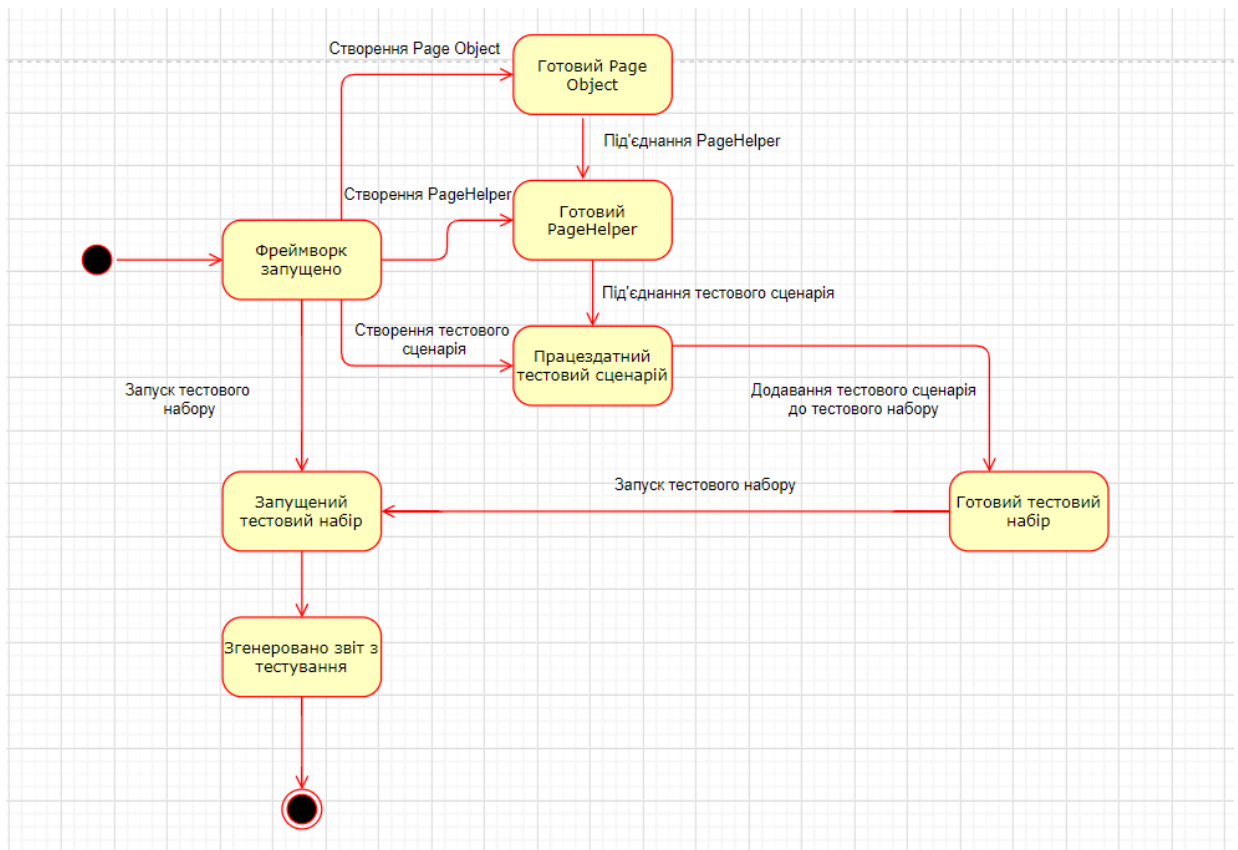 Створення Page Object
Готовий Page
Object
Під'єднання PageHelper
Створення PageHelper
Готовий
PageHelper
Фреймворк
запущено
Під'єднання тестового сценарія
Створення тестового
сценарія
Працездатний
тестовий сценарій
Запуск тестового
набору
Додавання тестового сценарія
до тестового набору
Запуск тестового набору
Запущений
тестовий набір
Готовий тестовий
набір
Згенеровано звіт з
тестування